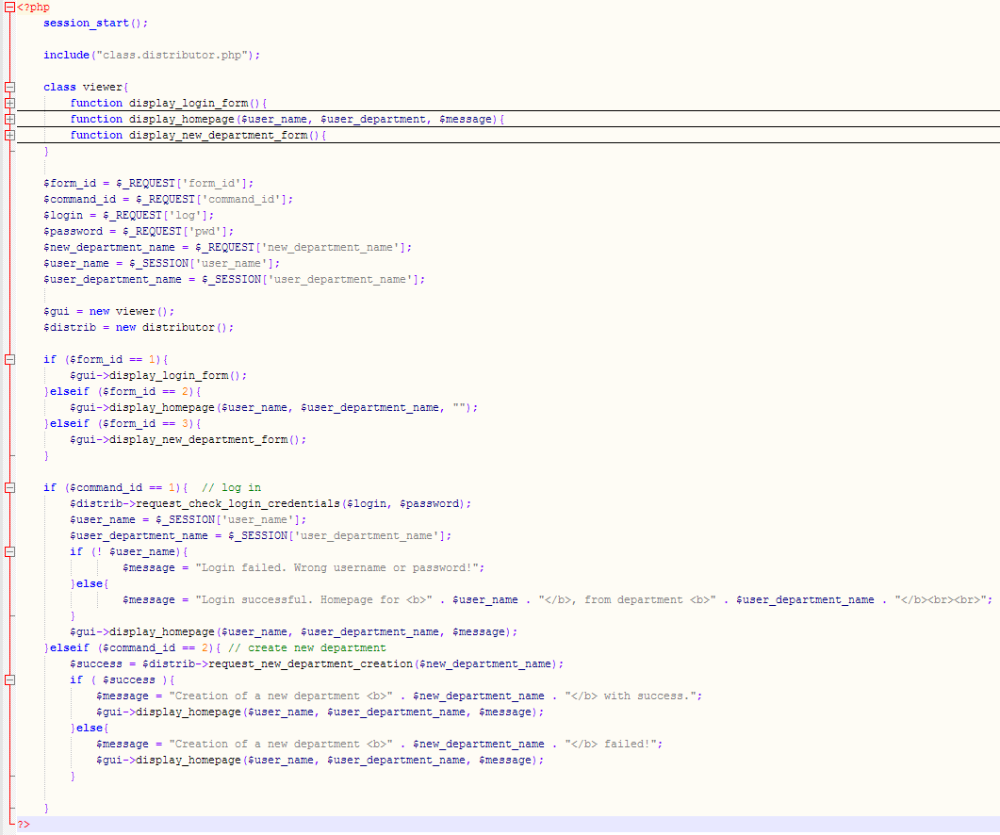 <?php
session_start();
include("class.distributor.php");
class viewer{
function display_login_form(){
function display_homepage($user_name, $user_department, $message){
function display_new_department_form(){
}
$form_id = $_REQUEST['form_id'];
$command_id = $_REQUEST['command_id'];
$login = $_REQUEST['log'];
$password = $_REQUEST['pwd'];
$new_department_name = $_REQUEST['new_department_name'];
$user_name = $_SESSION['user_name'];
$user_department_name = $_SESSION['user_department_name'];
$gui = new viewer();
$distrib = new distributor();
if ($form_id == 1){
$gui->display_login_form();
}elseif ($form_id == 2){
$gui->display_homepage($user_name, $user_department_name, "");
}elseif ($form_id == 3){
$gui->display_new_department_form();
}
if ($command_id == 1){  // log in
$distrib->request_check_login_credentials($login, $password);
$user_name = $_SESSION['user_name'];
$user_department_name = $_SESSION['user_department_name'];
if (! $user_name){
$message = "Login failed. Wrong username or password!";
}else{
$message = "Login successful. Homepage for <b>" . $user_name . "</b>, from department <b>" . $user_department_name . "</b><br><br>";
}
$gui->display_homepage($user_name, $user_department_name, $message);
}elseif ($command_id == 2){ // create new department
$success = $distrib->request_new_department_creation($new_department_name);
if ( $success ){
$message = "Creation of a new department <b>" . $new_department_name . "</b> with success.";
$gui->display_homepage($user_name, $user_department_name, $message);
}else{
$message = "Creation of a new department <b>" . $new_department_name . "</b> failed!";
$gui->display_homepage($user_name, $user_department_name, $message);
}
}
?>